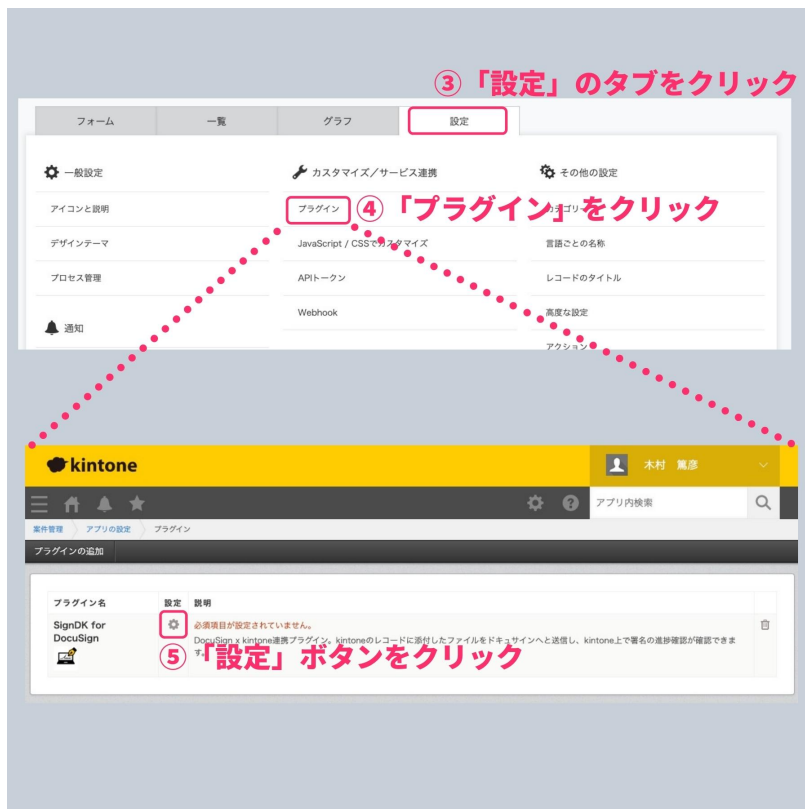 ③「設定」のタブをクリック
フォーム 一覧 グラフ 設定
一般設定 カスタマイズ/サービス連携 その他の設定
アイコンと説明 プラグイン ④「プラグイン」をクリック
デザインテーマ JavaScript / CSSでカスタマイズ 言語ごとの名称
プロセス管理 APIトークン レコードのタイトル
Webhook 高度な設定
通知
アクション
kintone 木村 篤彦
アプリ内検索
案件管理 アプリの設定 プラグイン
プラグインの追加
プラグイン名 設定 説明
SignDK for 必須項目が設定されていません。
DocuSign DocuSign x kintone連携プラグイン。kintoneのレコードに添付したファイルをドキュサインへと送信し、kintone上で署名の進捗確認が確認できま
す。
⑤「設定」ボタンをクリック